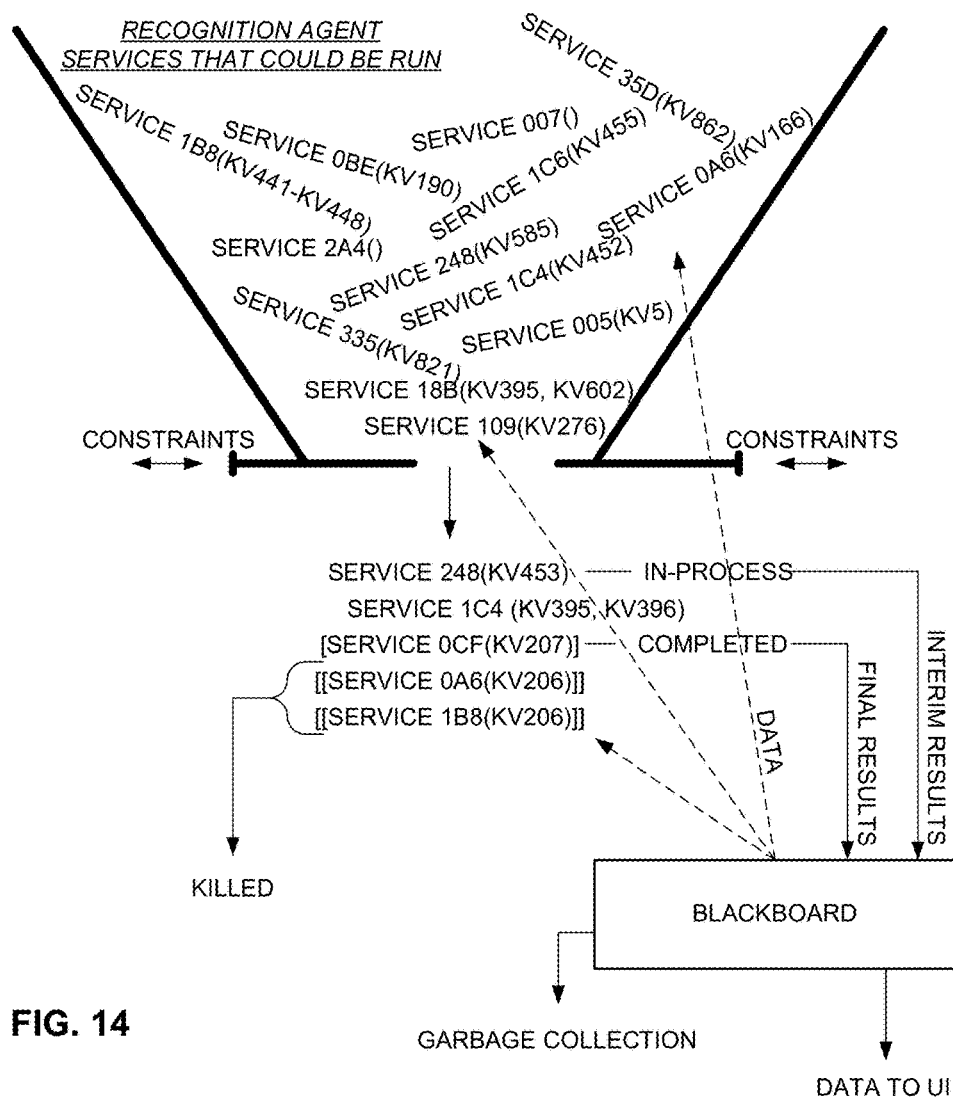 RECOGNITION AGENT
SERVICES THAT COULD BE RUN
SERVICE 35D(KV862)
SERVICE 1B8(KV441-KV448)
SERVICE 0BE(KV190)
SERVICE 007()
SERVICE 1C6(KV455)
SERVICE 0A6(KV166)
SERVICE 2A4()
SERVICE 248(KV585)
SERVICE 1C4(KV452)
SERVICE 335(KV821)
SERVICE 005(KV5)
SERVICE 18B(KV395, KV602)
SERVICE 109(KV276)
CONSTRAINTS
CONSTRAINTS
SERVICE 248(KV453)
IN-PROCESS
SERVICE 1C4 (KV395, KV396)
[SERVICE 0CF(KV207)]
COMPLETED
[[SERVICE 0A6(KV206)]]
[[SERVICE 1B8(KV206)]]
DATA
FINAL RESULTS
INTERIM RESULTS
KILLED
BLACKBOARD
FIG. 14
GARBAGE COLLECTION
DATA TO UI